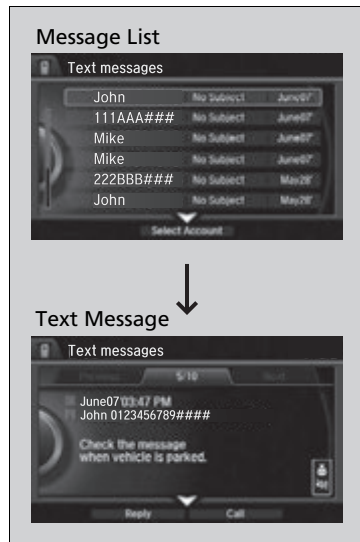 Message List
Text messages
John No Subject June07'
111AAA### No Subject June07'
Mike No Subject June07'
Mike No Subject June07'
222BBB### No Subject May28'
John No Subject May28'
Select Account
Text Message
Text messages
Previous 5/10 Next
June07'03:47 PM
John 0123456789####
Check the message
when vehicle is parked.
Reply Call